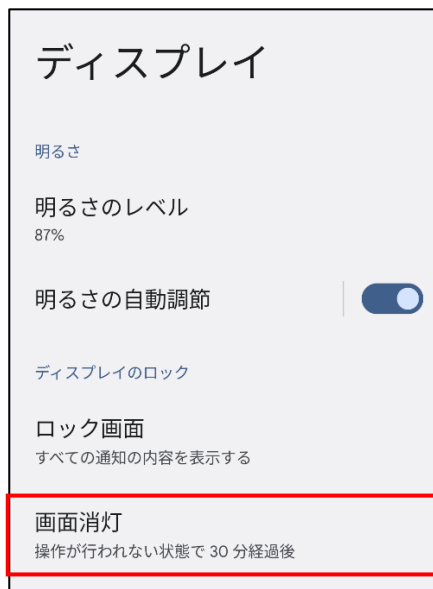 ディスプレイ
明るさ
明るさのレベル
87%
明るさの自動調節
ディスプレイのロック
ロック画面
すべての通知の内容を表示する
画面消灯
操作が行われない状態で 30 分経過後